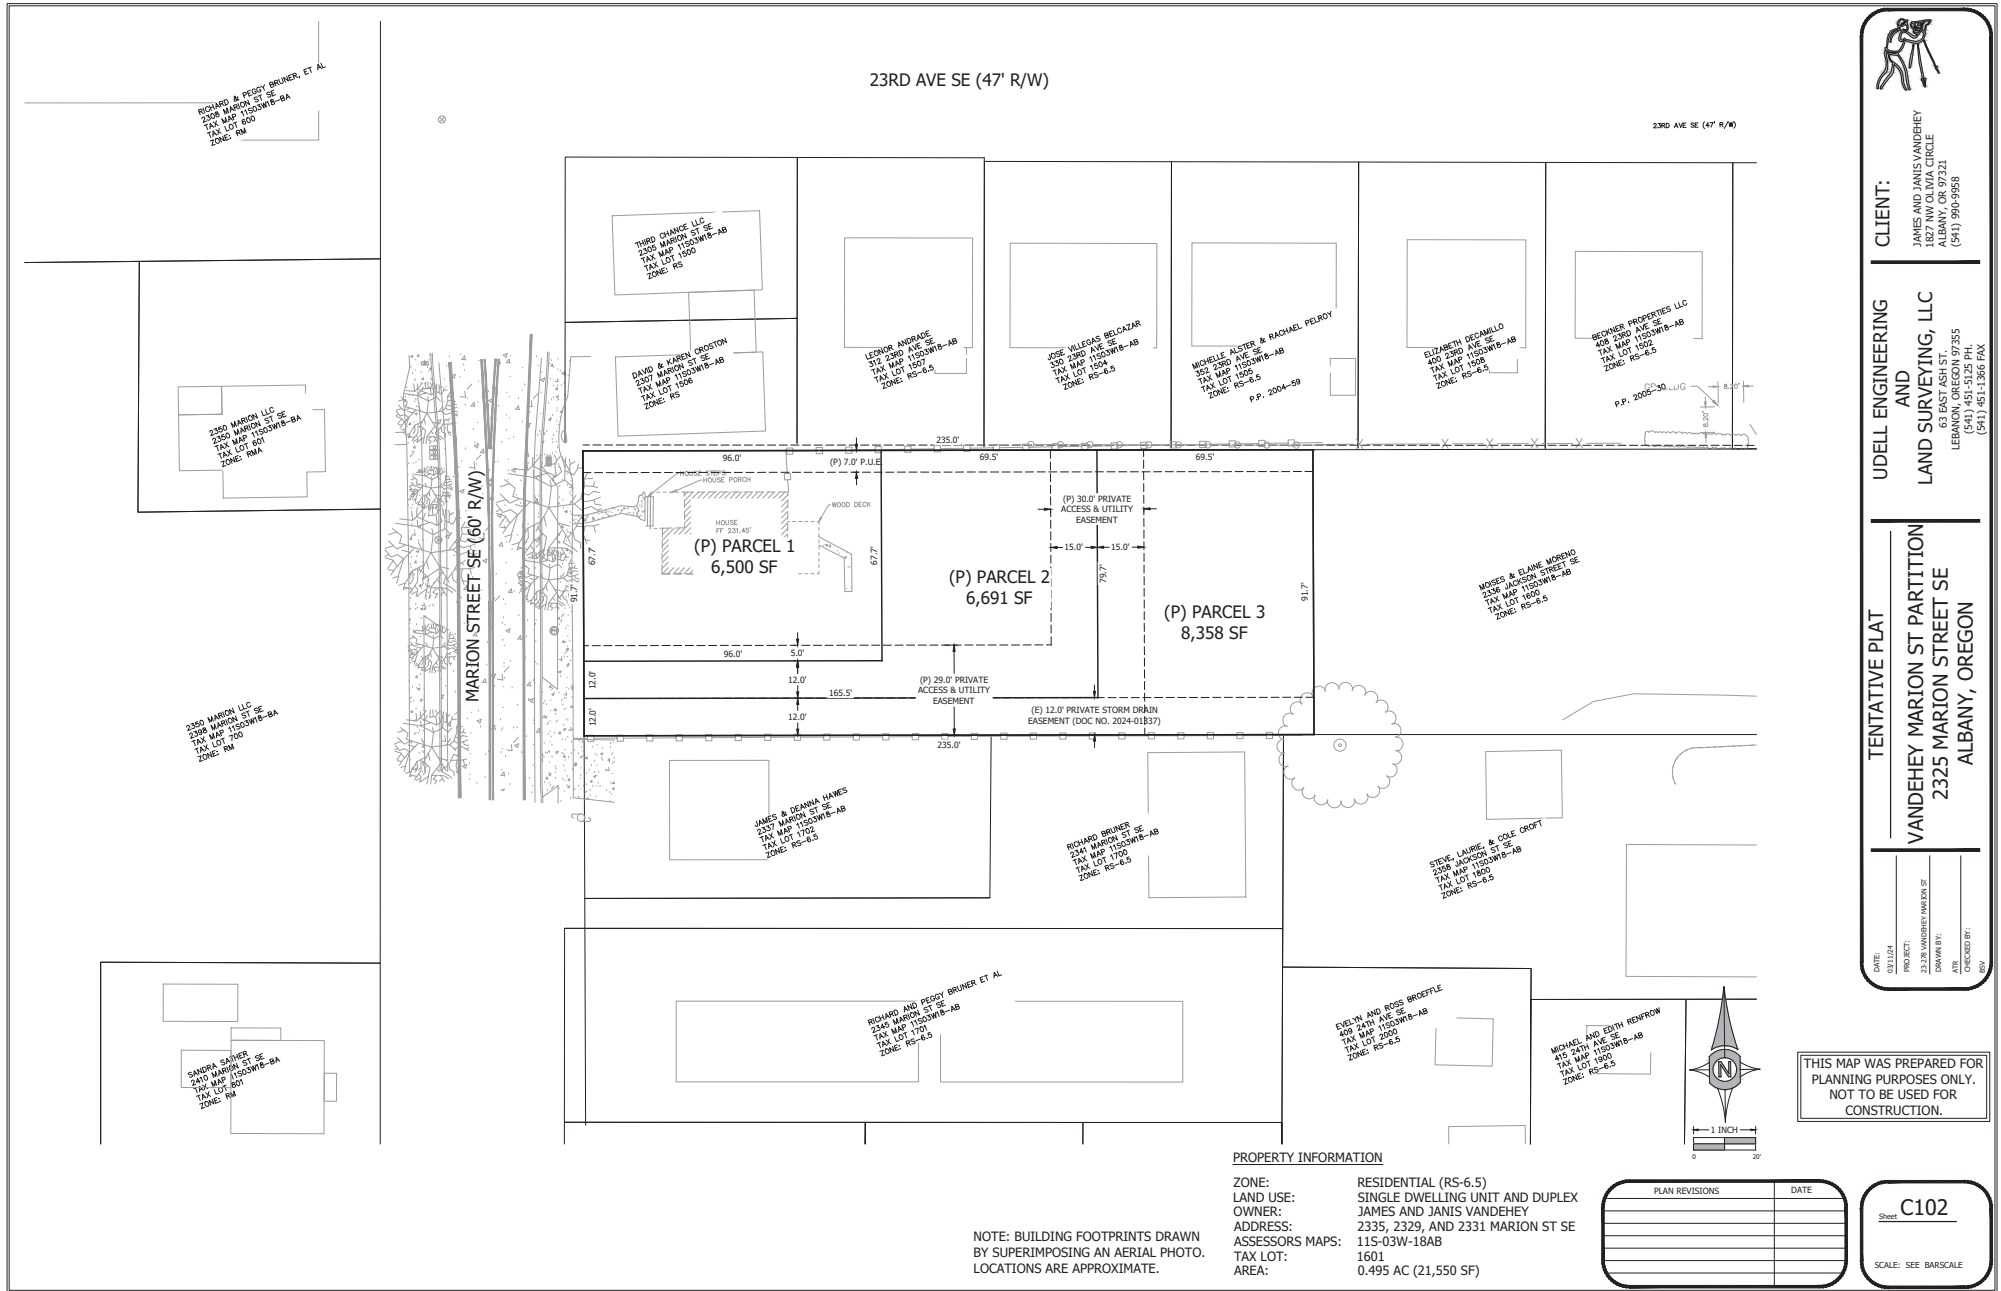 23RD AVE SE (47' R/W)
23RD AVE SE (47' R/W)
RICHARD & PEGGY BRUNER, ET AL
2308 MARION ST SE
TAX MAP 11S03W18-BA
TAX LOT 600
ZONE: RM
THIRD CHANCE LLC
2305 MARION ST SE
TAX MAP 11S03W18-AB
TAX LOT 1500
ZONE: RS
DAVID & KAREN CROSTON
2307 MARION ST SE
TAX MAP 11S03W18-AB
TAX LOT 1506
ZONE: RS
LEONOR ANDRADE
312 23RD AVE SE
TAX MAP 11S03W18-AB
TAX LOT 1507
ZONE: RS-6.5
JOSE VILLEGAS BELCAZAR
330 23RD AVE SE
TAX MAP 11S03W18-AB
TAX LOT 1504
ZONE: RS-6.5
MICHELLE ALSTER & RACHAEL PELROY
352 23RD AVE SE
TAX MAP 11S03W18-AB
TAX LOT 1505
ZONE: RS-6.5
P.P. 2004-59
ELIZABETH DECAMILLO
400 23RD AVE SE
TAX MAP 11S03W18-AB
TAX LOT 1508
ZONE: RS-6.5
BECKNER PROPERTIES LLC
408 23RD AVE SE
TAX MAP 11S03W18-AB
TAX LOT 1502
ZONE: RS-6.5
P.P. 2005-30
8.20'
8.20'
2350 MARION LLC
2350 MARION ST SE
TAX MAP 11S03W18-BA
TAX LOT 601
ZONE: RMA
MARION STREET SE (60' R/W)
235.0'
96.0'
(P) 7.0' P.U.E.
69.5'
69.5'
HOUSE STEPS
HOUSE PORCH
WOOD DECK
HOUSE
FF 231.45'
(P) PARCEL 1
6,500 SF
67.7'
67.7'
91.7'
(P) 30.0' PRIVATE
ACCESS & UTILITY
EASEMENT
15.0'
15.0'
79.7'
91.7'
(P) PARCEL 2
6,691 SF
(P) PARCEL 3
8,358 SF
96.0'
5.0'
12.0'
12.0'
165.5'
12.0'
12.0'
(P) 29.0' PRIVATE
ACCESS & UTILITY
EASEMENT
(E) 12.0' PRIVATE STORM DRAIN
EASEMENT (DOC NO. 2024-01337)
235.0'
MOISES & ELAINE MORENO
2336 JACKSON STREET SE
TAX MAP 11S03W18-AB
TAX LOT 1600
ZONE: RS-6.5
2350 MARION LLC
2398 MARION ST SE
TAX MAP 11S03W18-BA
TAX LOT 700
ZONE: RM
JAMES & DEANNA HAWES
2337 MARION ST SE
TAX MAP 11S03W18-AB
TAX LOT 1702
ZONE: RS-6.5
RICHARD BRUNER
2341 MARION ST SE
TAX MAP 11S03W18-AB
TAX LOT 1700
ZONE: RS-6.5
STEVE, LAURIE, & COLE CROFT
2358 JACKSON ST SE
TAX MAP 11S03W18-AB
TAX LOT 1800
ZONE: RS-6.5
SANDRA SATHER
2410 MARION ST SE
TAX MAP 11S03W18-BA
TAX LOT 801
ZONE: RM
RICHARD AND PEGGY BRUNER ET AL
2345 MARION ST SE
TAX MAP 11S03W18-AB
TAX LOT 1701
ZONE: RS-6.5
EVELYN AND ROSS BROEFFLE
409 24TH AVE SE
TAX MAP 11S03W18-AB
TAX LOT 2000
ZONE: RS-6.5
MICHAEL AND EDITH RENFROW
415 24TH AVE SE
TAX MAP 11S03W18-AB
TAX LOT 1900
ZONE: RS-6.5
N
1 INCH
0 20'
NOTE: BUILDING FOOTPRINTS DRAWN
BY SUPERIMPOSING AN AERIAL PHOTO.
LOCATIONS ARE APPROXIMATE.
PROPERTY INFORMATION
ZONE: RESIDENTIAL (RS-6.5)
LAND USE: SINGLE DWELLING UNIT AND DUPLEX
OWNER: JAMES AND JANIS VANDEHEY
ADDRESS: 2335, 2329, AND 2331 MARION ST SE
ASSESSORS MAPS: 11S-03W-18AB
TAX LOT: 1601
AREA: 0.495 AC (21,550 SF)
PLAN REVISIONS DATE
THIS MAP WAS PREPARED FOR
PLANNING PURPOSES ONLY.
NOT TO BE USED FOR
CONSTRUCTION.
CLIENT:
JAMES AND JANIS VANDEHEY
1827 NW OLIVIA CIRCLE
ALBANY, OR 97321
(541) 990-9958
UDELL ENGINEERING
AND
LAND SURVEYING, LLC
63 EAST ASH ST.
LEBANON, OREGON 97355
(541) 451-5125 PH.
(541) 451-1366 FAX
TENTATIVE PLAT
VANDEHEY MARION ST PARTITION
2325 MARION STREET SE
ALBANY, OREGON
DATE:
03/11/24
PROJECT:
23-278 VANDEHEY MARION ST
DRAWN BY:
ATR
CHECKED BY:
BSV
Sheet C102
SCALE: SEE BARSCALE